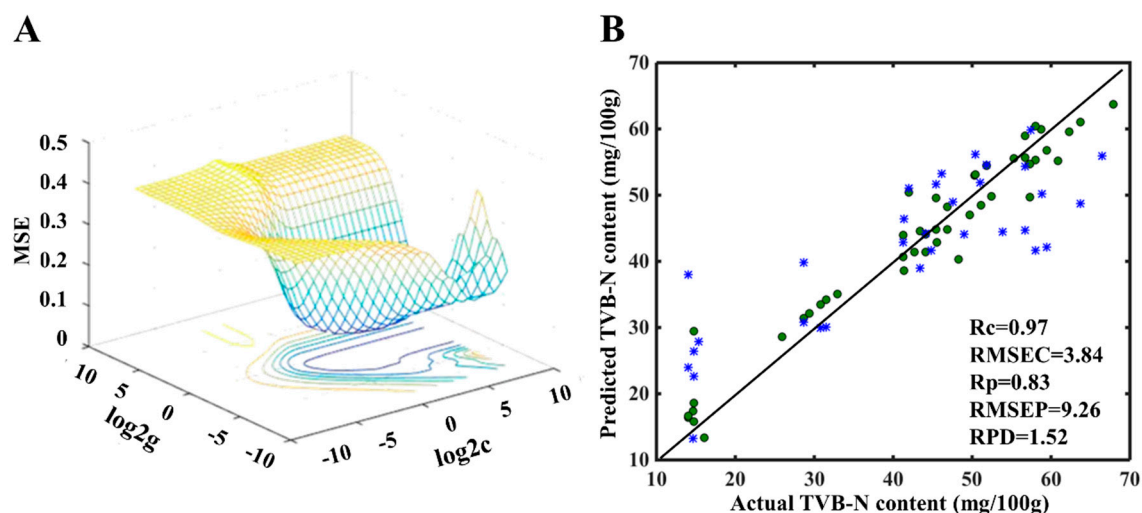 A
0.5
0.4
0.3
0.2
0.1
0
MSE
10
5
0
-5
-10
log2g
-10
-5
0
5
10
log2c
B
70
60
50
40
30
20
10
Predicted TVB-N content (mg/100g)
Rc=0.97
RMSEC=3.84
Rp=0.83
RMSEP=9.26
RPD=1.52
10 20 30 40 50 60 70
Actual TVB-N content (mg/100g)